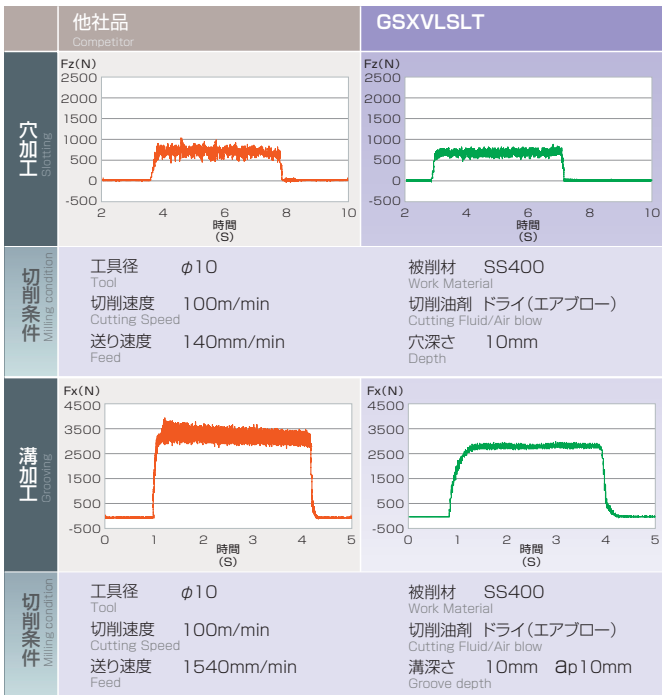 他社品
Competitor
GSXVLSLT
穴加工
Slotting
Fz(N)
2500
2000
1500
1000
500
0
-500
2 4 6 8 10
時間
(S)
Fz(N)
2500
2000
1500
1000
500
0
-500
2 4 6 8 10
時間
(S)
切削条件
Milling condition
工具径 φ10
Tool
切削速度 100m/min
Cutting Speed
送り速度 140mm/min
Feed
被削材 SS400
Work Material
切削油剤 ドライ(エアブロー)
Cutting Fluid/Air blow
穴深さ 10mm
Depth
溝加工
Grooving
Fx(N)
4500
3500
2500
1500
500
-500
0 1 2 3 4 5
時間
(S)
Fx(N)
4500
3500
2500
1500
500
-500
0 1 2 3 4 5
時間
(S)
切削条件
Milling condition
工具径 φ10
Tool
切削速度 100m/min
Cutting Speed
送り速度 1540mm/min
Feed
被削材 SS400
Work Material
切削油剤 ドライ(エアブロー)
Cutting Fluid/Air blow
溝深さ 10mm ap10mm
Groove depth